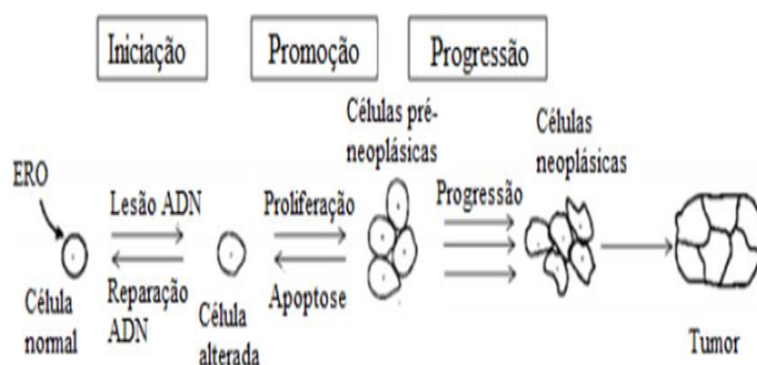 Iniciação
Promoção
Progressão
ERO
Célula
normal
Lesão ADN
Reparação
ADN
Célula
alterada
Proliferação
Apoptose
Células pré-
neoplásicas
Progressão
Células
neoplásicas
Tumor